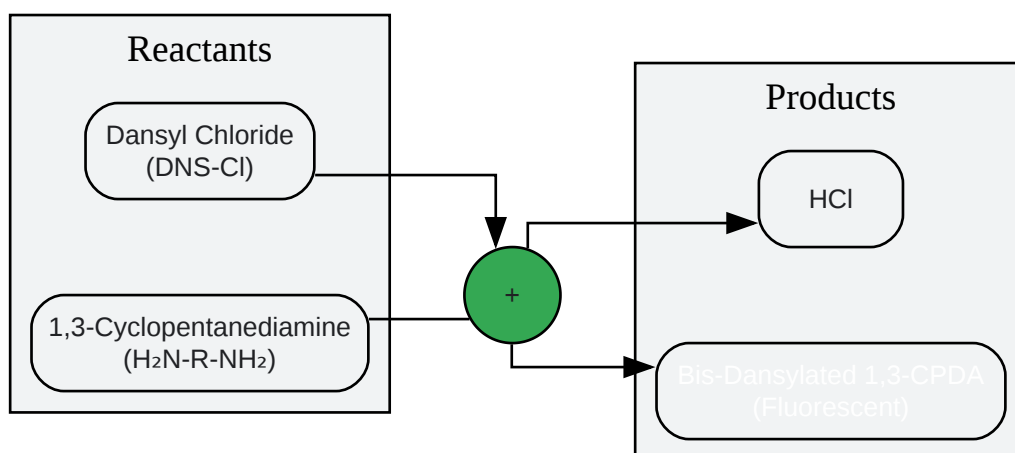 Reactants
Dansyl Chloride
(DNS-Cl)
1,3-Cyclopentanediamine
(H₂N-R-NH₂)
+
Products
HCl
Bis-Dansylated 1,3-CPDA
(Fluorescent)